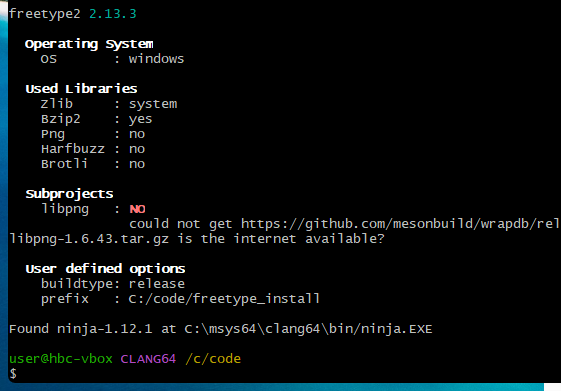 freetype2 2.13.3
Operating System
OS : windows
Used Libraries
Zlib : system
Bzip2 : yes
Png : no
Harfbuzz : no
Brotli : no
Subprojects
libpng : NO
could not get https://github.com/mesonbuild/wrapdb/rel
libpng-1.6.43.tar.gz is the internet available?
User defined options
buildtype: release
prefix : C:/code/freetype_install
Found ninja-1.12.1 at C:\msys64\clang64\bin/ninja.EXE
user@hbc-vbox CLANG64 /c/code
$